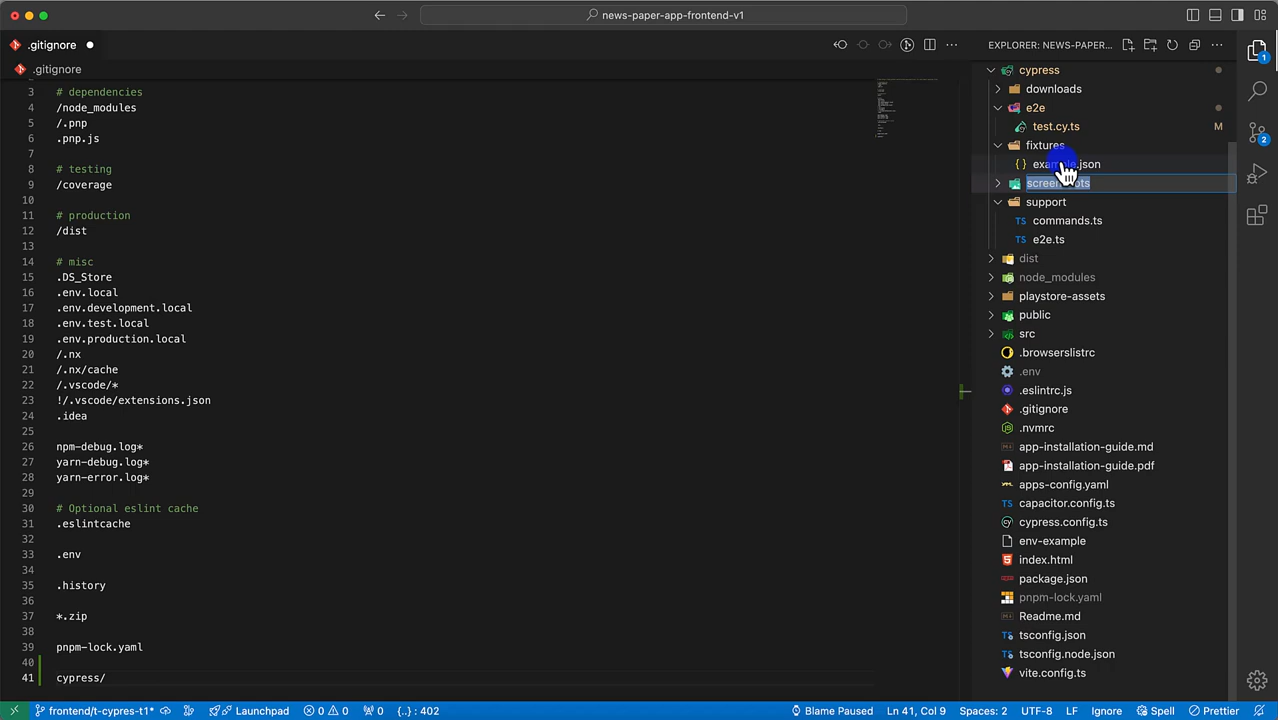 news-paper-app-frontend-v1
.gitignore
EXPLORER: NEWS-PAPER...
.gitignore
3 # dependencies
4 /node_modules
5 /.pnp
6 .pnp.js
7
8 # testing
9 /coverage
10
11 # production
12 /dist
13
14 # misc
15 .DS_Store
16 .env.local
17 .env.development.local
18 .env.test.local
19 .env.production.local
20 /.nx
21 /.nx/cache
22 /.vscode/*
23 !/.vscode/extensions.json
24 .idea
25
26 npm-debug.log*
27 yarn-debug.log*
28 yarn-error.log*
29
30 # Optional eslint cache
31 .eslintcache
32
33 .env
34
35 .history
36
37 *.zip
38
39 pnpm-lock.yaml
40
41 cypress/
cypress
downloads
e2e
test.cy.ts M
fixtures
{ } example.json
support
TS commands.ts
TS e2e.ts
dist
node_modules
playstore-assets
public
src
.browserslistrc
.env
.eslintrc.js
.gitignore
.nvmrc
app-installation-guide.md
app-installation-guide.pdf
apps-config.yaml
TS capacitor.config.ts
cy cypress.config.ts
env-example
index.html
package.json
pnpm-lock.yaml
Readme.md
tsconfig.json
tsconfig.node.json
vite.config.ts
1
2
frontend/t-cypres-t1* Launchpad 0 0 0 {..} : 402 Blame Paused Ln 41, Col 9 Spaces: 2 UTF-8 LF Ignore Spell Prettier